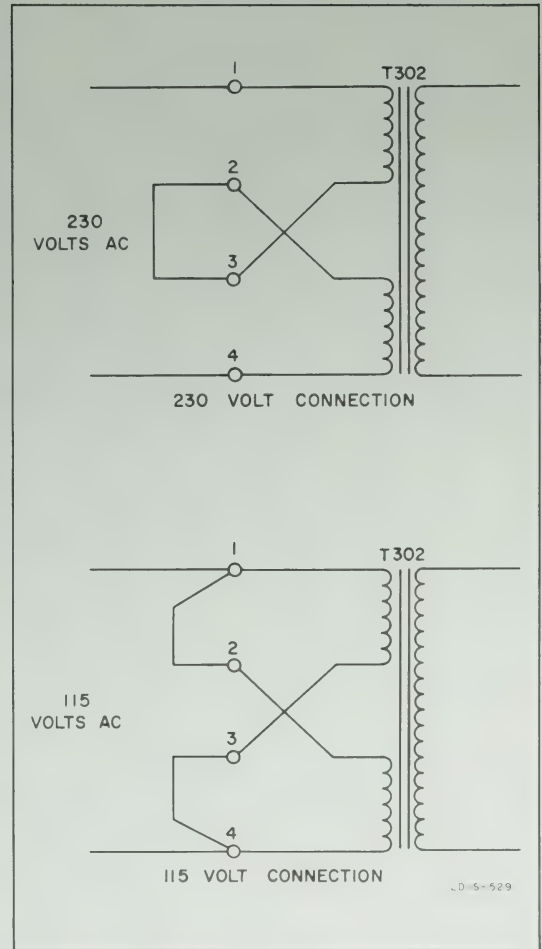 T302
1
2
230
VOLTS AC
3
4
230 VOLT CONNECTION
T302
1
2
115
VOLTS AC
3
4
115 VOLT CONNECTION